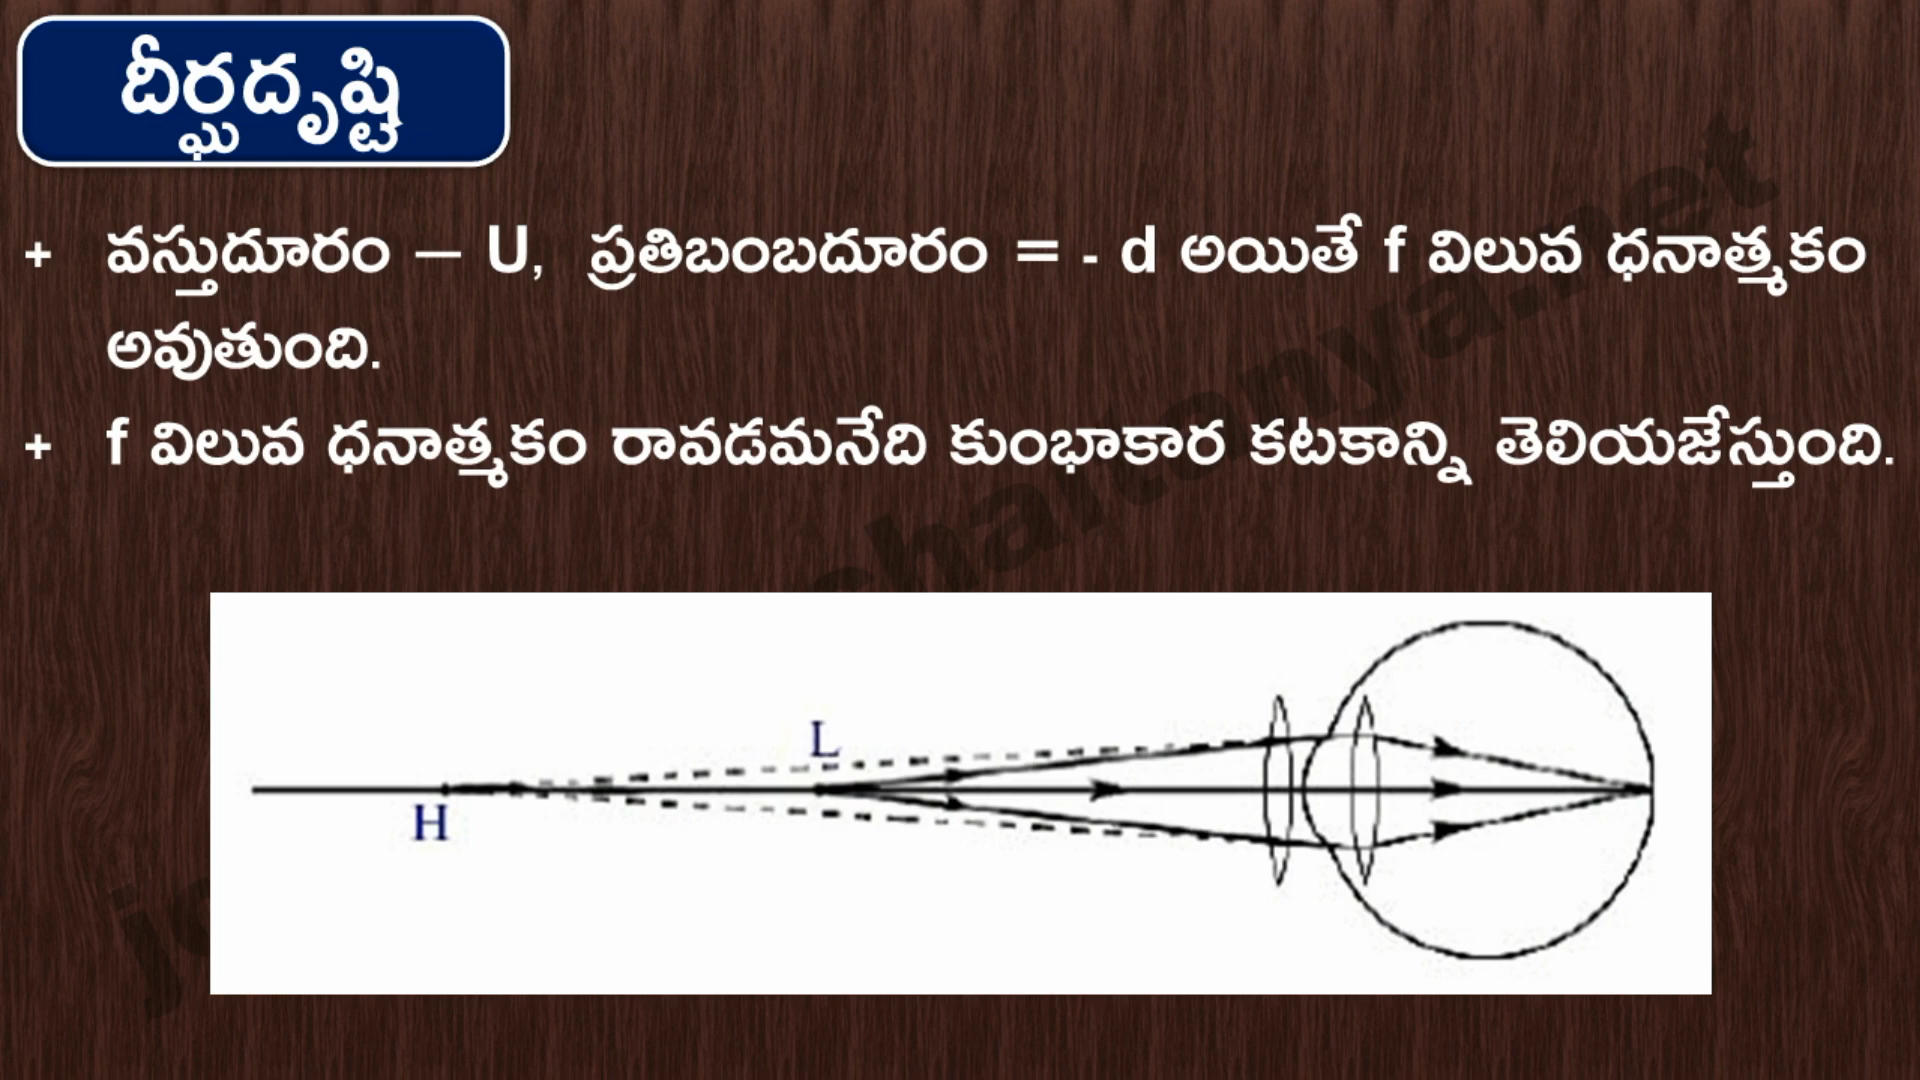 దీర్ఘదృష్టి
+ వస్తుదూరం – U, ప్రతిబంబదూరం = - d అయితే f విలువ ధనాత్మకం
అవుతుంది.
+ f విలువ ధనాత్మకం రావడమనేది కుంభాకార కటకాన్ని తెలియజేస్తుంది.
L
H